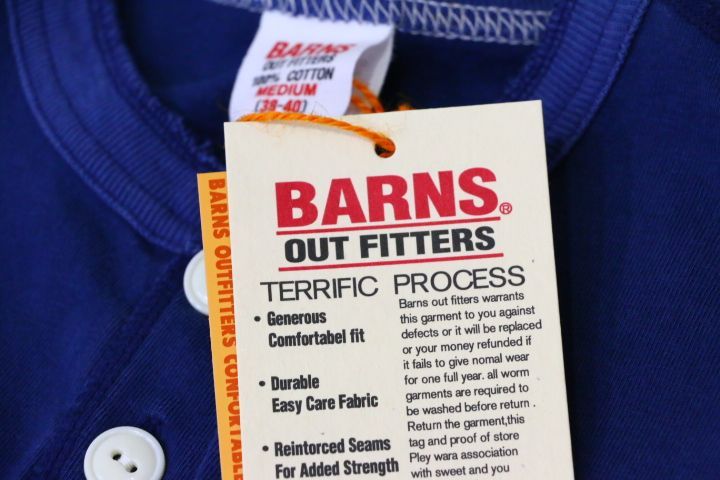 BARNS
OUT FITTERS
100% COTTON
MEDIUM
(38-40)
BARNS®
OUT FITTERS
TERRIFIC PROCESS
• Generous
Comfortabel fit
• Durable
Easy Care Fabric
• Reintorced Seams
For Added Strength
Barns out fitters warrants
this garment to you against
defects or it will be replaced
or your money refunded if
it fails to give nomal wear
for one full year. all worm
garments are required to
be washed before return .
Return the garment,this
tag and proof of store
Pley wara association
with sweet and you
BARNS OUTFITTERS COMFORTABLE